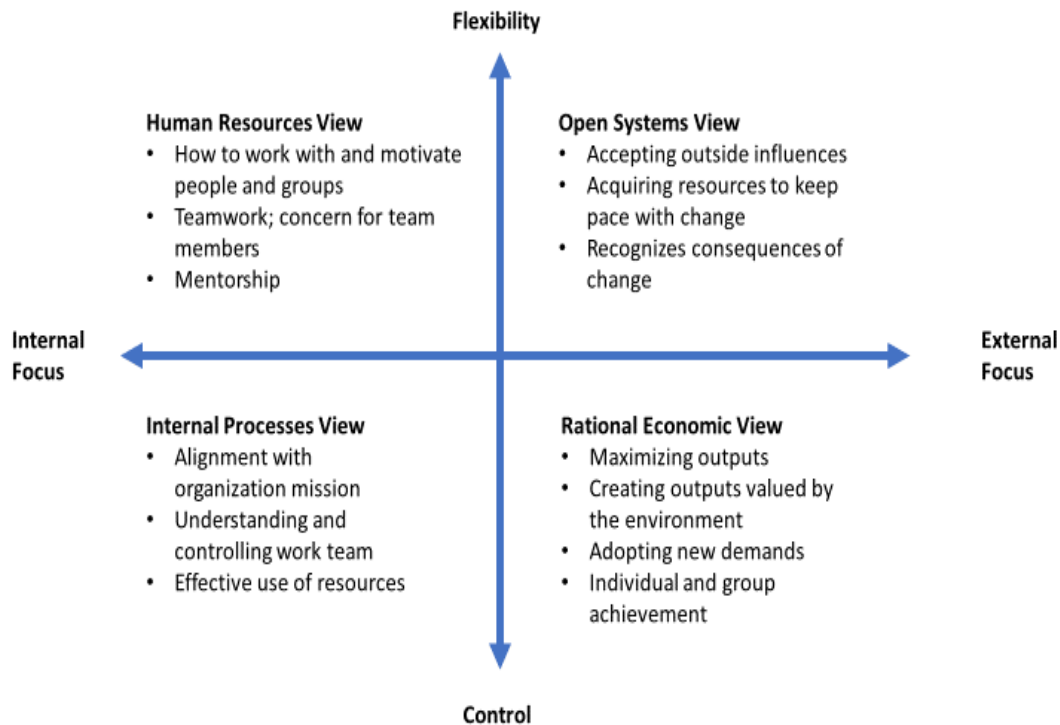 Flexibility
Human Resources View
• How to work with and motivate
people and groups
• Teamwork; concern for team
members
• Mentorship
Open Systems View
• Accepting outside influences
• Acquiring resources to keep
pace with change
• Recognizes consequences of
change
Internal
Focus
External
Focus
Internal Processes View
• Alignment with
organization mission
• Understanding and
controlling work team
• Effective use of resources
Rational Economic View
• Maximizing outputs
• Creating outputs valued by
the environment
• Adopting new demands
• Individual and group
achievement
Control